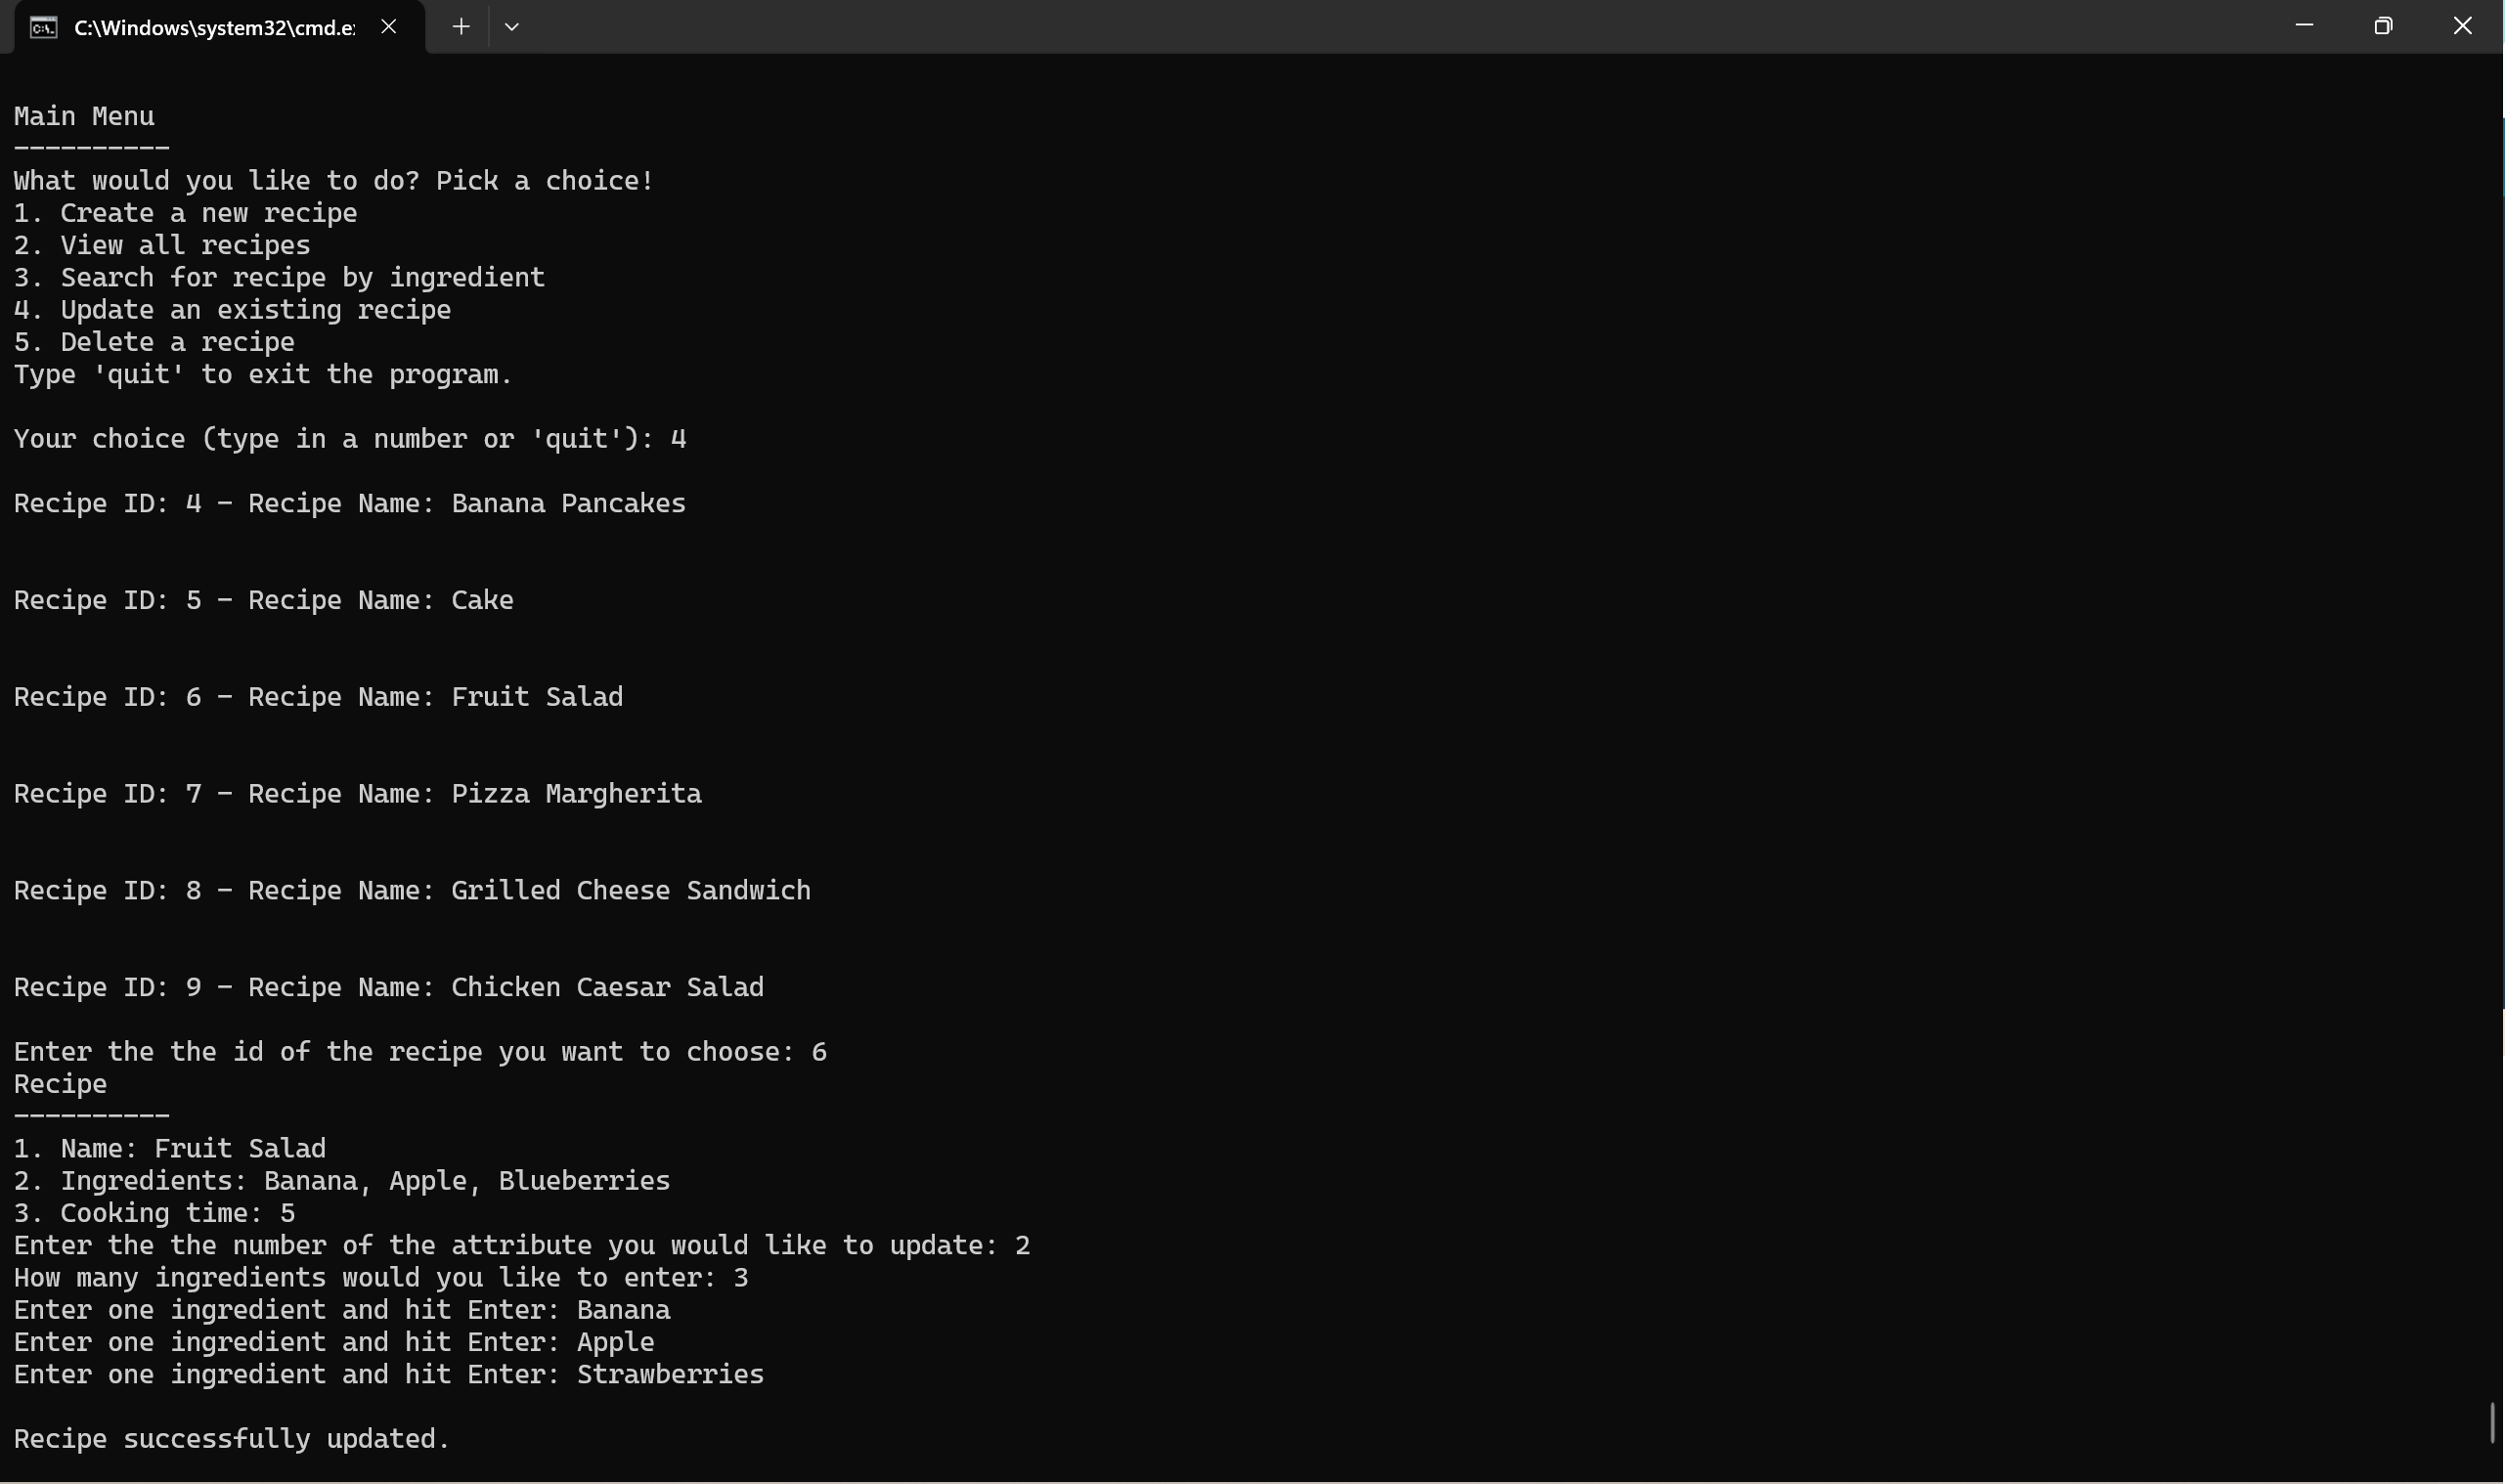 C:\Windows\system32\cmd.e
Main Menu
----------
What would you like to do? Pick a choice!
1. Create a new recipe
2. View all recipes
3. Search for recipe by ingredient
4. Update an existing recipe
5. Delete a recipe
Type 'quit' to exit the program.
Your choice (type in a number or 'quit'): 4
Recipe ID: 4 - Recipe Name: Banana Pancakes
Recipe ID: 5 - Recipe Name: Cake
Recipe ID: 6 - Recipe Name: Fruit Salad
Recipe ID: 7 - Recipe Name: Pizza Margherita
Recipe ID: 8 - Recipe Name: Grilled Cheese Sandwich
Recipe ID: 9 - Recipe Name: Chicken Caesar Salad
Enter the the id of the recipe you want to choose: 6
Recipe
----------
1. Name: Fruit Salad
2. Ingredients: Banana, Apple, Blueberries
3. Cooking time: 5
Enter the the number of the attribute you would like to update: 2
How many ingredients would you like to enter: 3
Enter one ingredient and hit Enter: Banana
Enter one ingredient and hit Enter: Apple
Enter one ingredient and hit Enter: Strawberries
Recipe successfully updated.